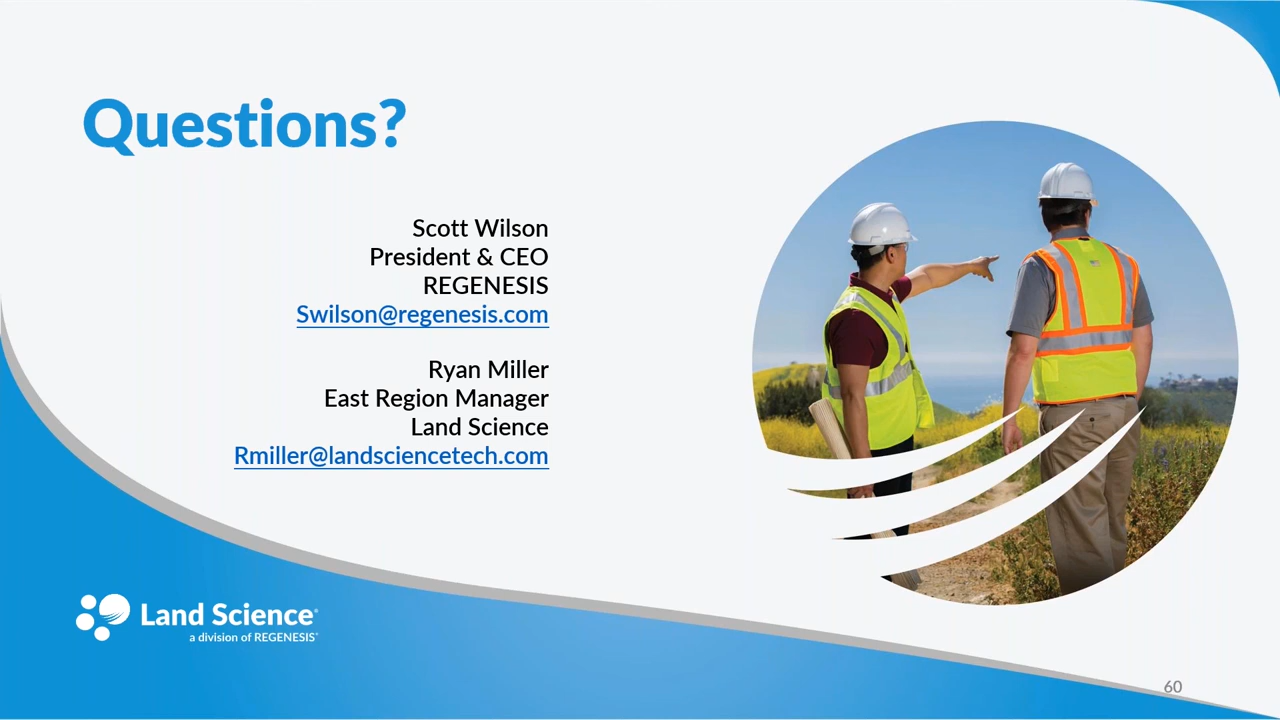 Questions?
Scott Wilson
President & CEO
REGENESIS
Swilson@regenesis.com
Ryan Miller
East Region Manager
Land Science
Rmiller@landsciencetech.com
Land Science®
a division of REGENESIS®
60